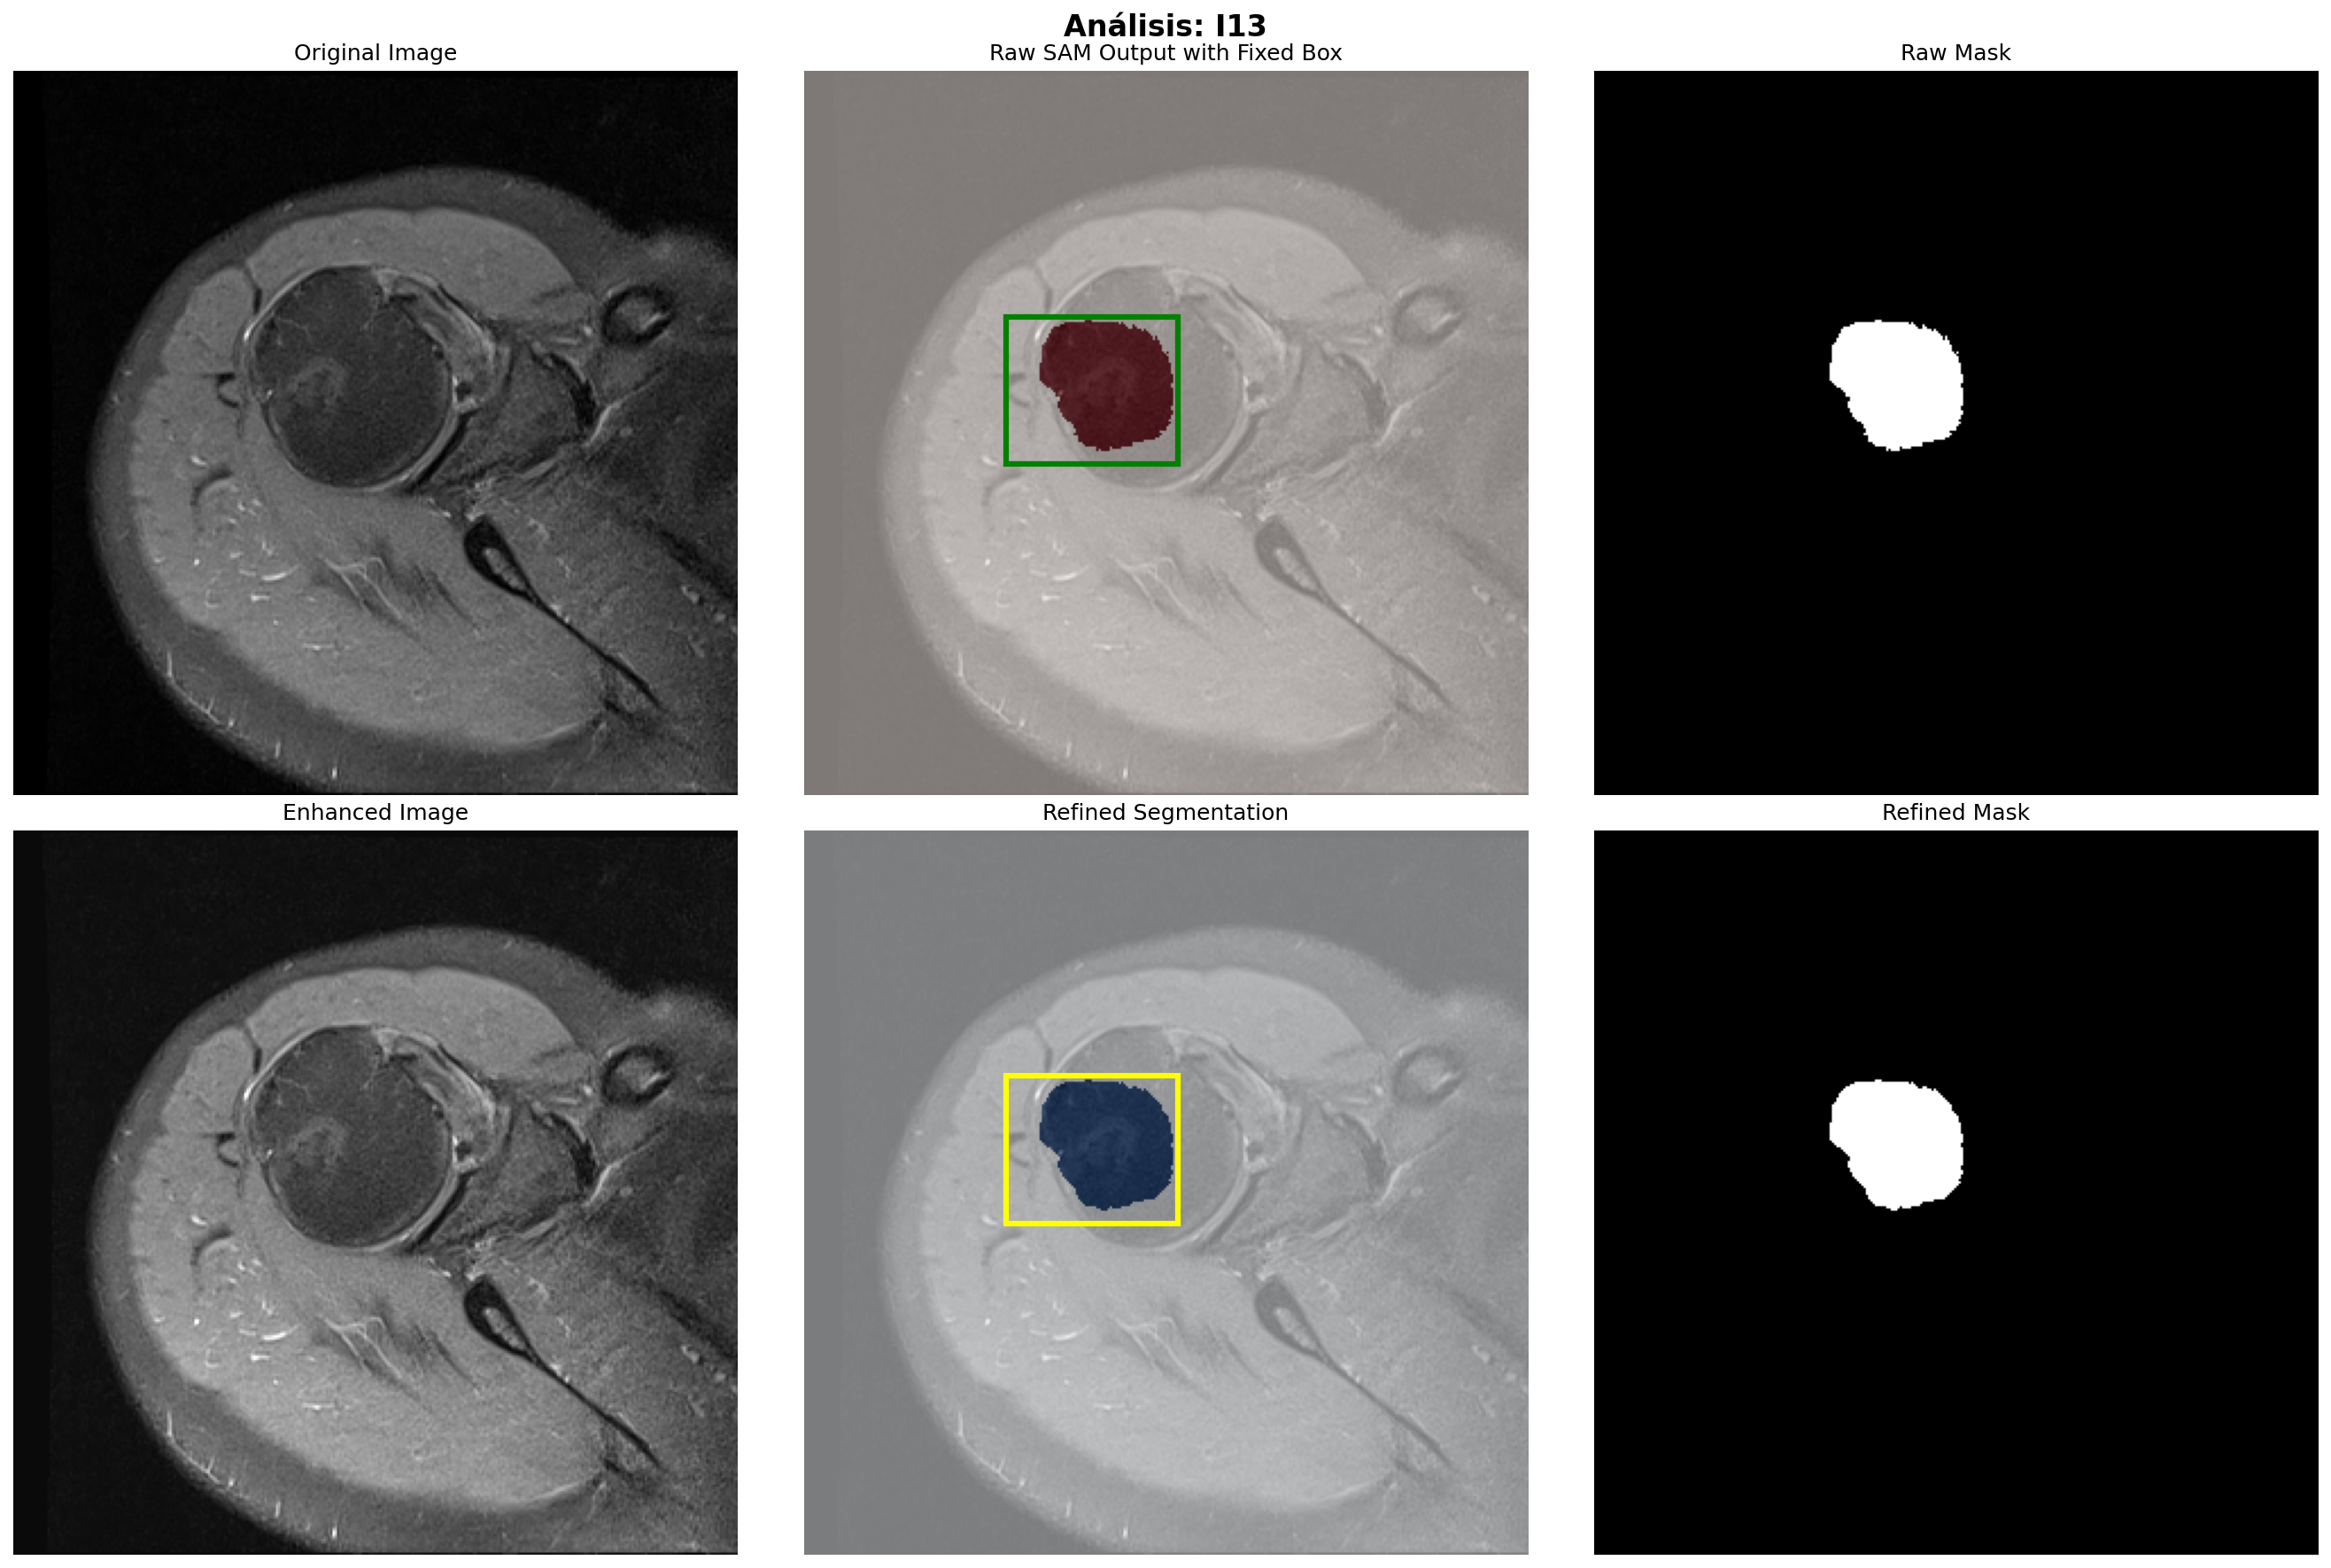 Análisis: I13
Original Image
Raw SAM Output with Fixed Box
Raw Mask
Enhanced Image
Refined Segmentation
Refined Mask